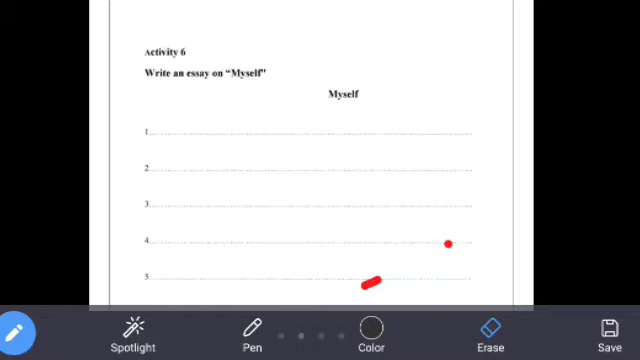 Activity 6
Write an essay on “Myself”
Myself
1
2
3
4
5
Spotlight
Pen
Color
Erase
Save